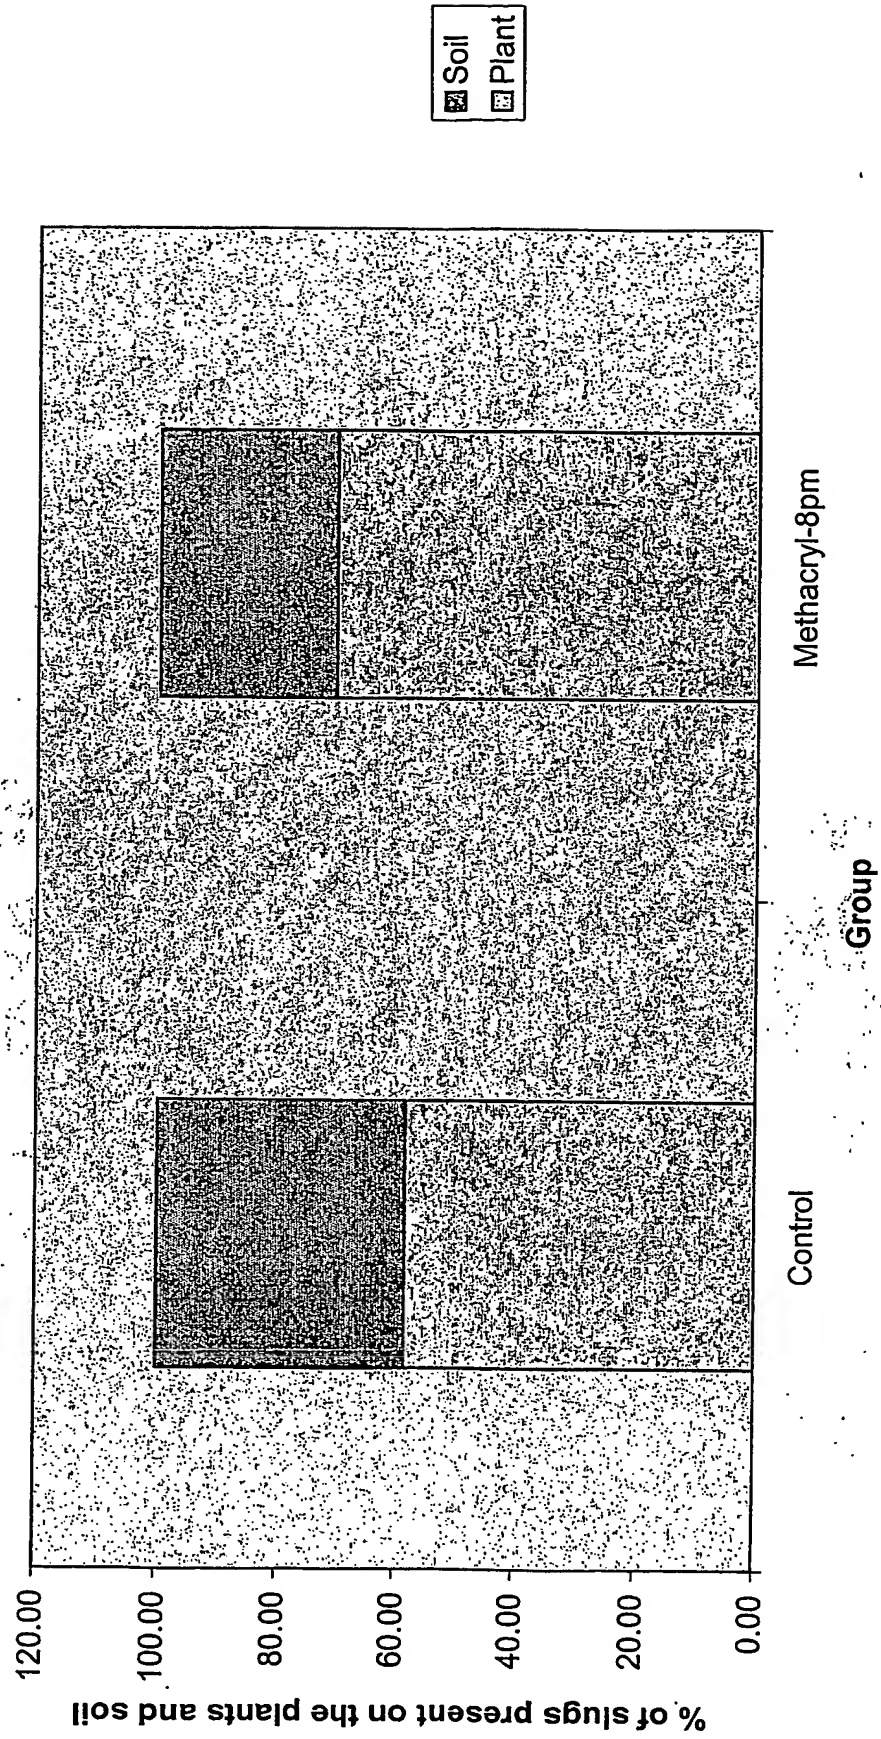 Soil
Plant
120.00
100.00
80.00
60.00
40.00
20.00
0.00
% of slugs present on the plants and soil
Control
Methacryl-8pm
Group